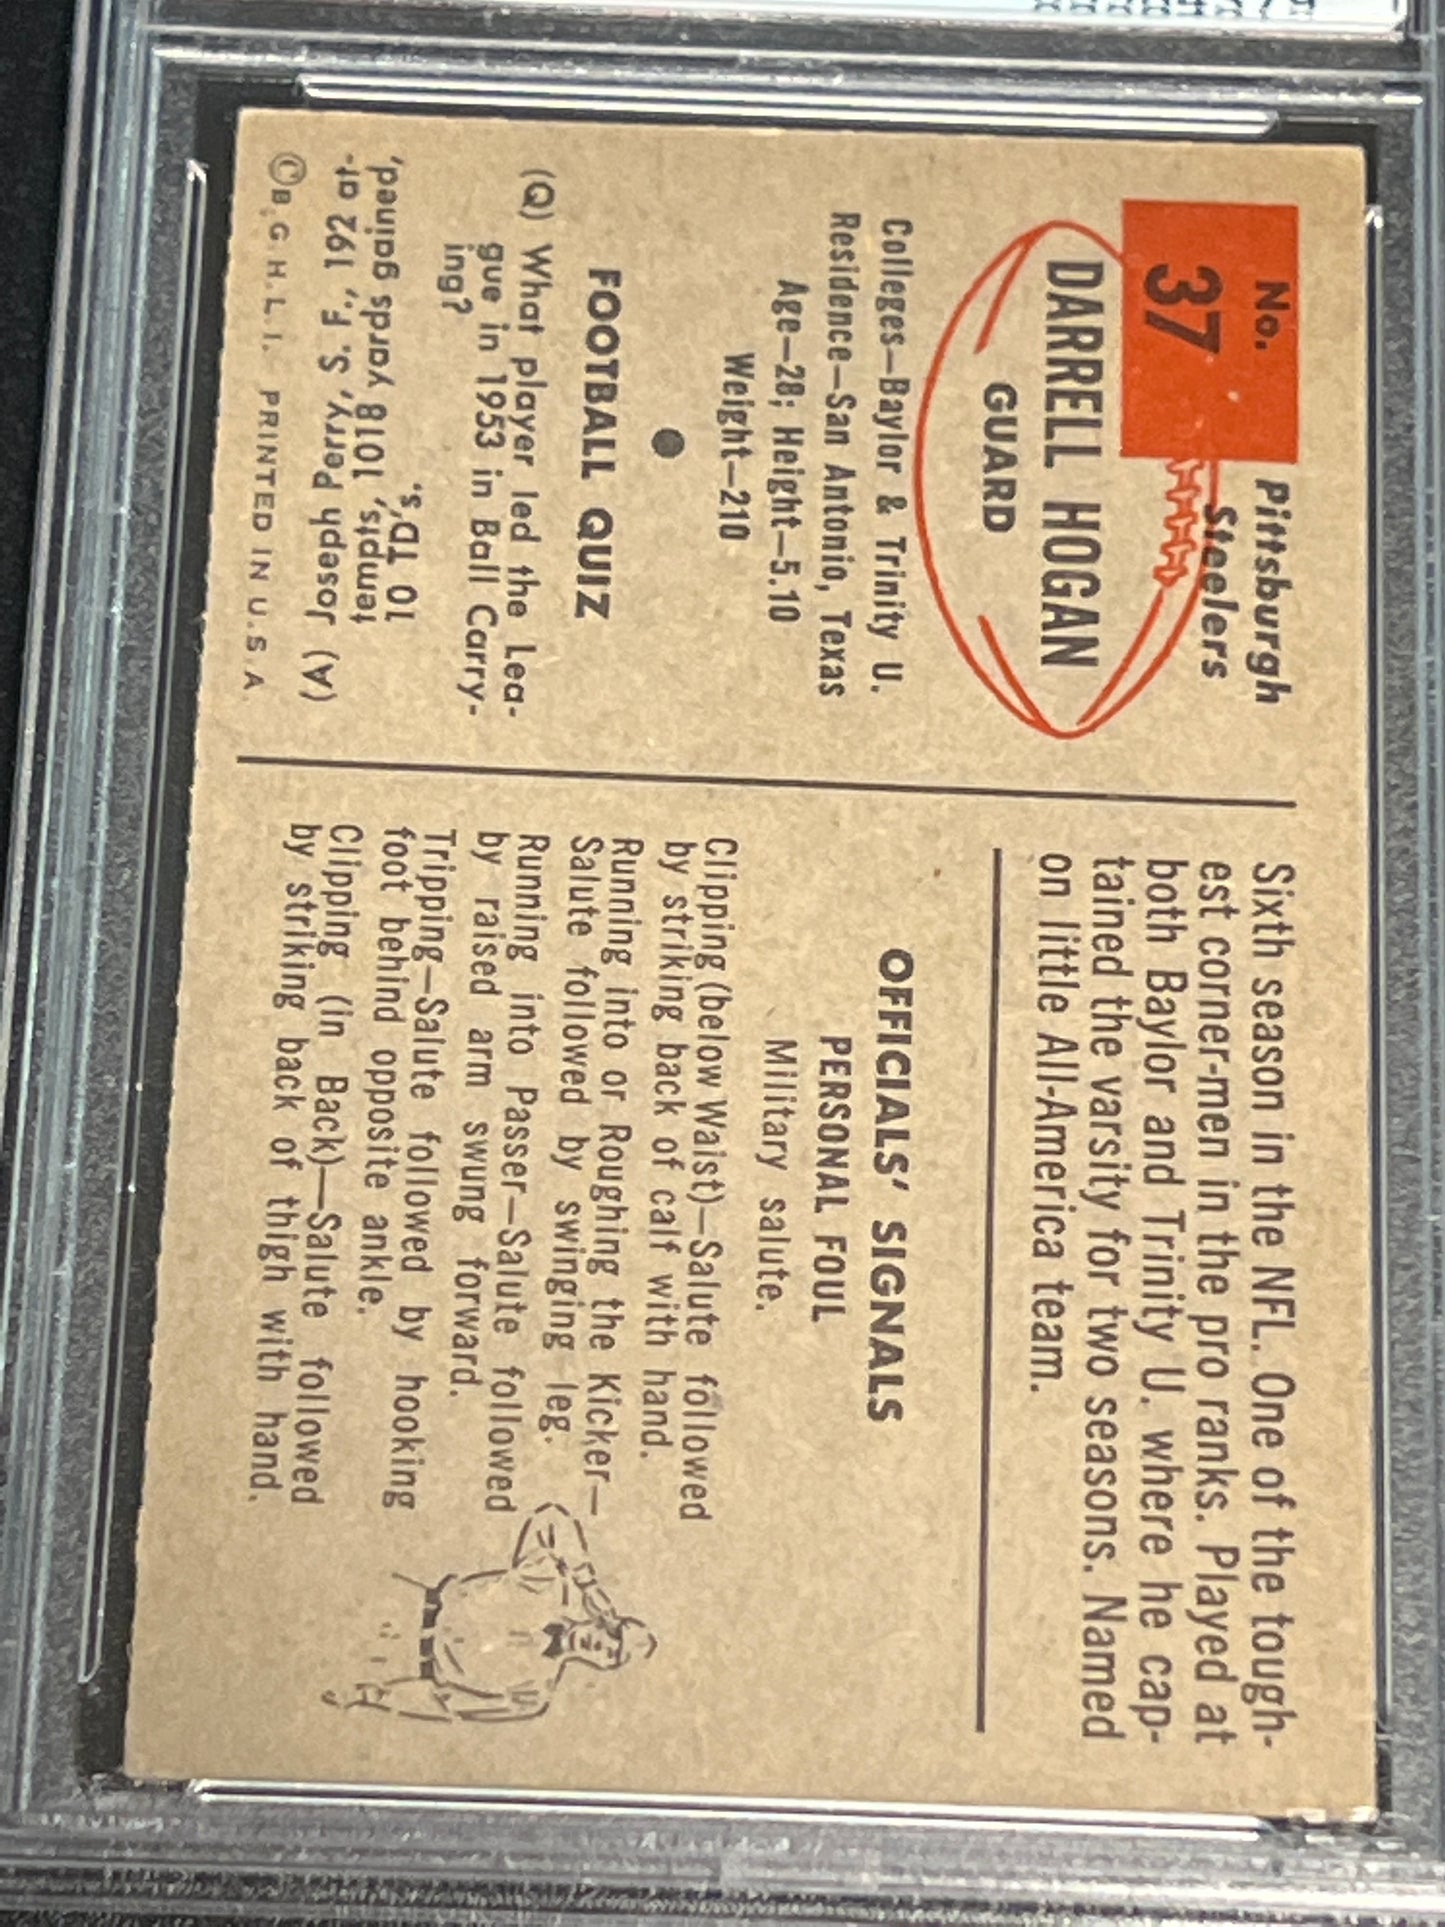 No.
37
Pittsburgh
Steelers
DARRELL HOGAN
GUARD
Colleges—Baylor & Trinity U.
Residence—San Antonio, Texas
Age—28; Height—5.10
Weight—210
FOOTBALL QUIZ
(Q) What player led the Lea-
gue in 1953 in Ball Carry-
ing?
(A) Joseph Perry, S. F., 192 at-
tempts, 1018 yards gained,
10 TD's.
©B.G.H.L.I. PRINTED IN U.S.A.
Sixth season in the NFL. One of the tough-
est corner-men in the pro ranks. Played at
both Baylor and Trinity U. where he cap-
tained the varsity for two seasons. Named
on little All-America team.
OFFICIALS' SIGNALS
PERSONAL FOUL
Military salute.
Clipping (below Waist)—Salute followed
by striking back of calf with hand.
Running into or Roughing the Kicker—
Salute followed by swinging leg.
Running into Passer—Salute followed
by raised arm swung forward.
Tripping—Salute followed by hooking
foot behind opposite ankle.
Clipping (in Back)—Salute followed
by striking back of thigh with hand.